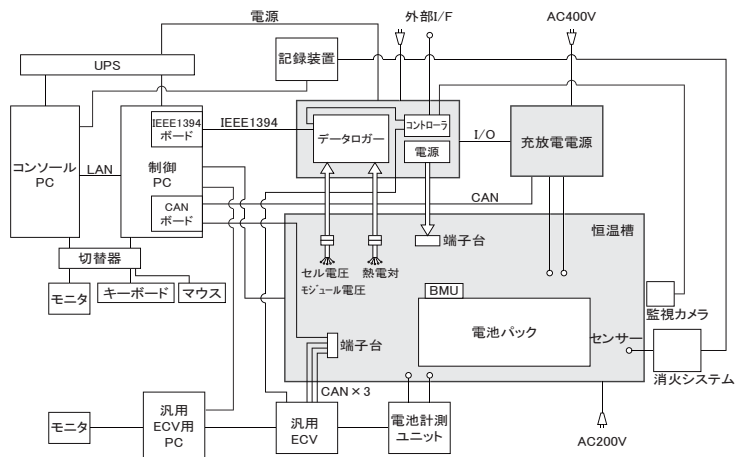 電源
外部I/F
AC400V
UPS
記録装置
IEEE1394
ボード
IEEE1394
データロガー
コントローラ
電源
I/O
充放電電源
コンソール
PC
LAN
制御
PC
CAN
ボード
CAN
恒温槽
端子台
切替器
セル電圧
モジュール電圧
熱電対
モニタ
キーボード
マウス
BMU
電池パック
監視カメラ
センサー
端子台
消火システム
CAN×3
モニタ
汎用
ECV用
PC
汎用
ECV
電池計測
ユニット
AC200V